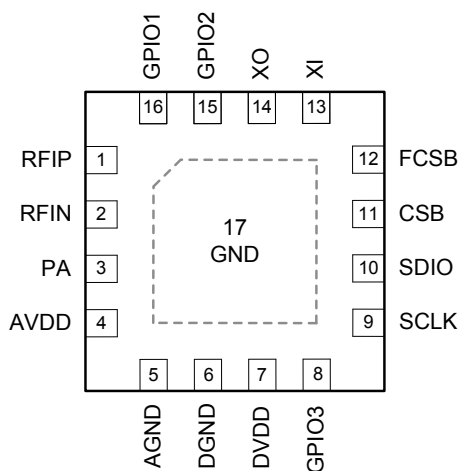 GPIO1
GPIO2
XO
XI
16
15
14
13
RFIP 1
12 FCSB
RFIN 2
11 CSB
17
GND
PA 3
10 SDIO
AVDD 4
9 SCLK
5
6
7
8
AGND
DGND
DVDD
GPIO3